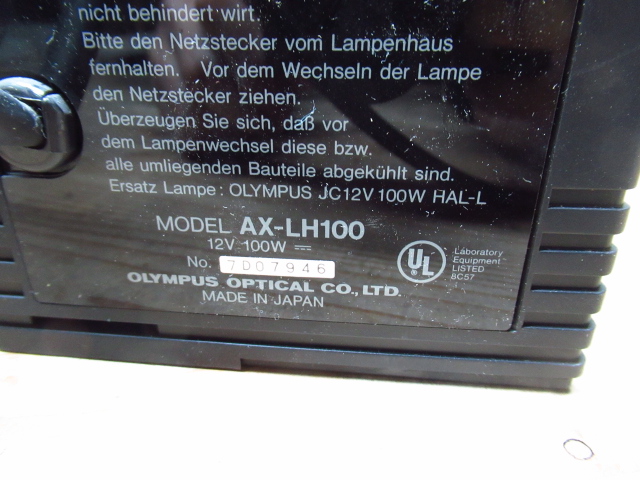 nicht behindert wirt.
Bitte den Netzstecker vom Lampenhaus
fernhalten. Vor dem Wechseln der Lampe
den Netzstecker ziehen.
Überzeugen Sie sich, daß vor
dem Lampenwechsel diese bzw.
alle umliegenden Bauteile abgekühlt sind.
Ersatz Lampe: OLYMPUS JC12V 100W HAL-L
MODEL AX-LH100
12V 100W ⎓
No. 7D07946
OLYMPUS OPTICAL CO., LTD.
MADE IN JAPAN
UL
Laboratory
Equipment
LISTED
8C57